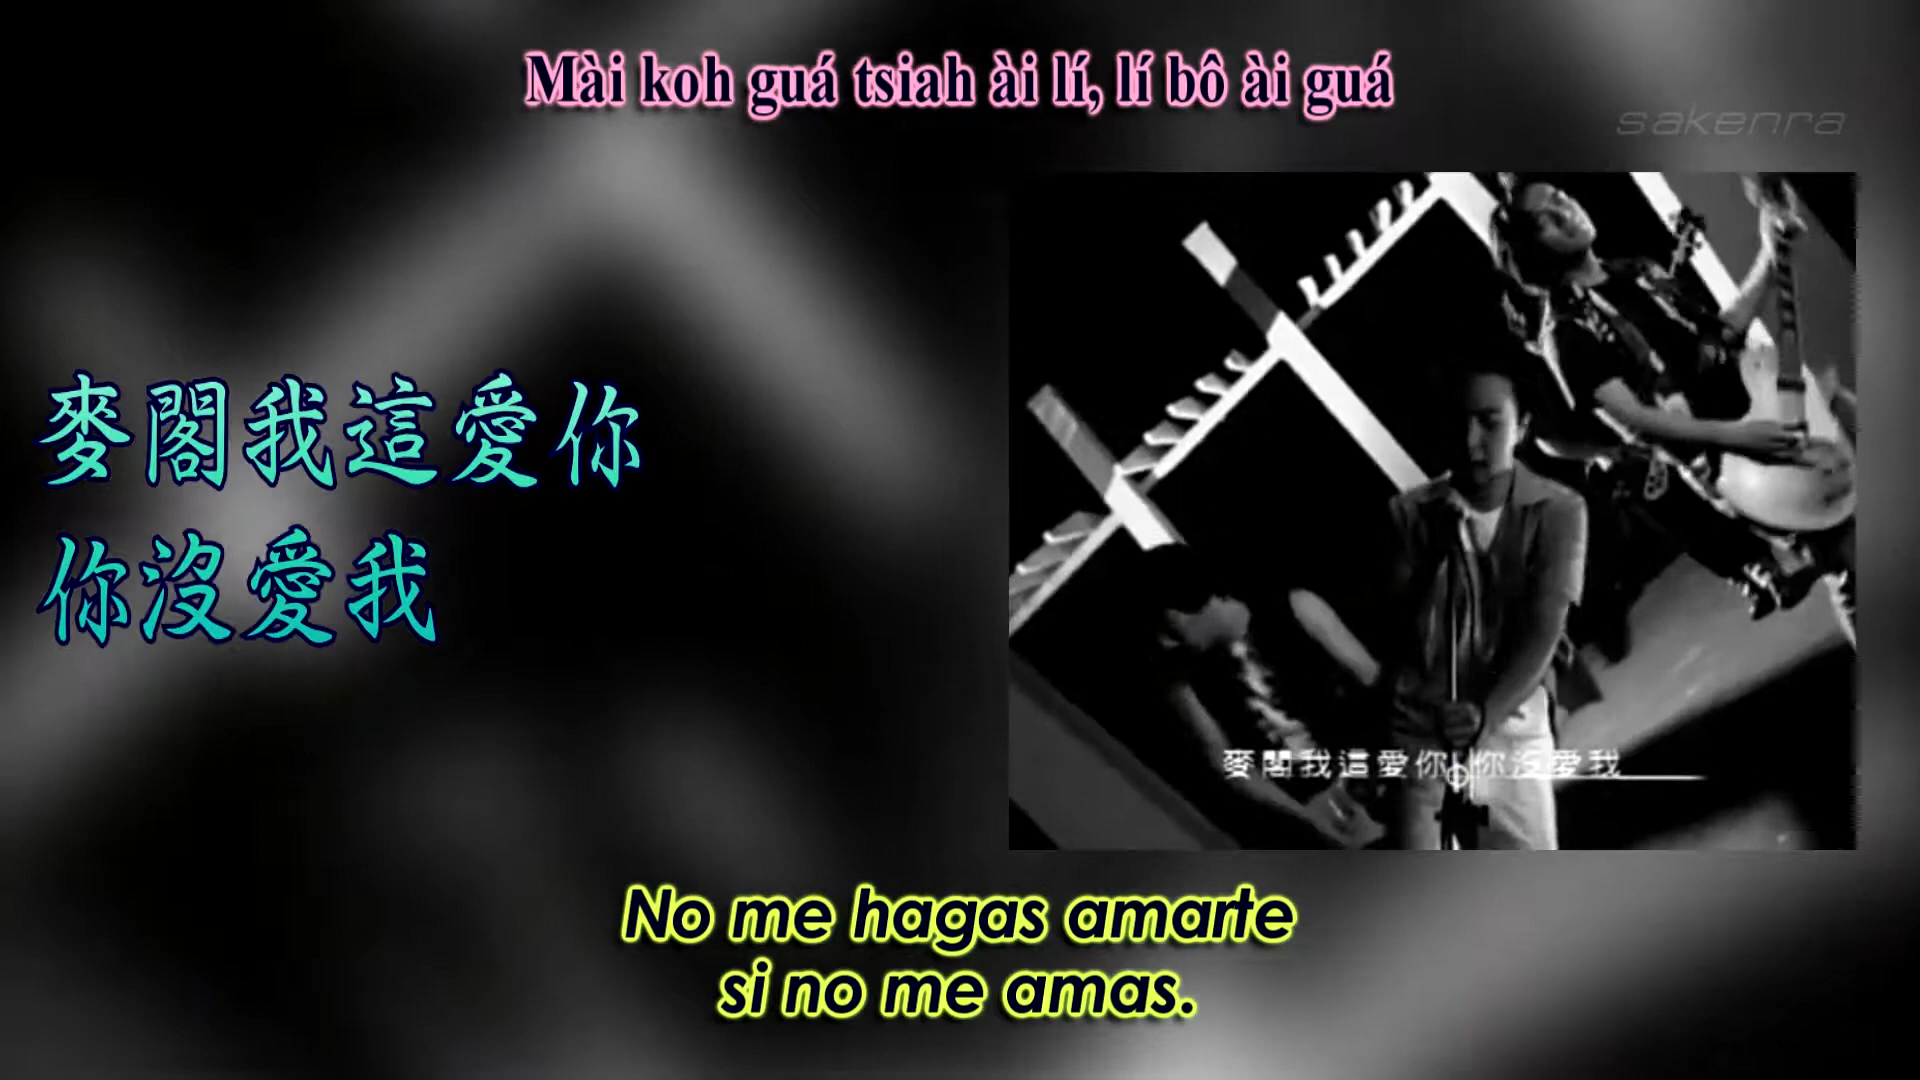 Mài koh guá tsiah ài lí, lí bô ài guá
sakenra
麥閣我這愛你
你沒愛我
麥閣我這愛你 你沒愛我
No me hagas amarte
si no me amas.